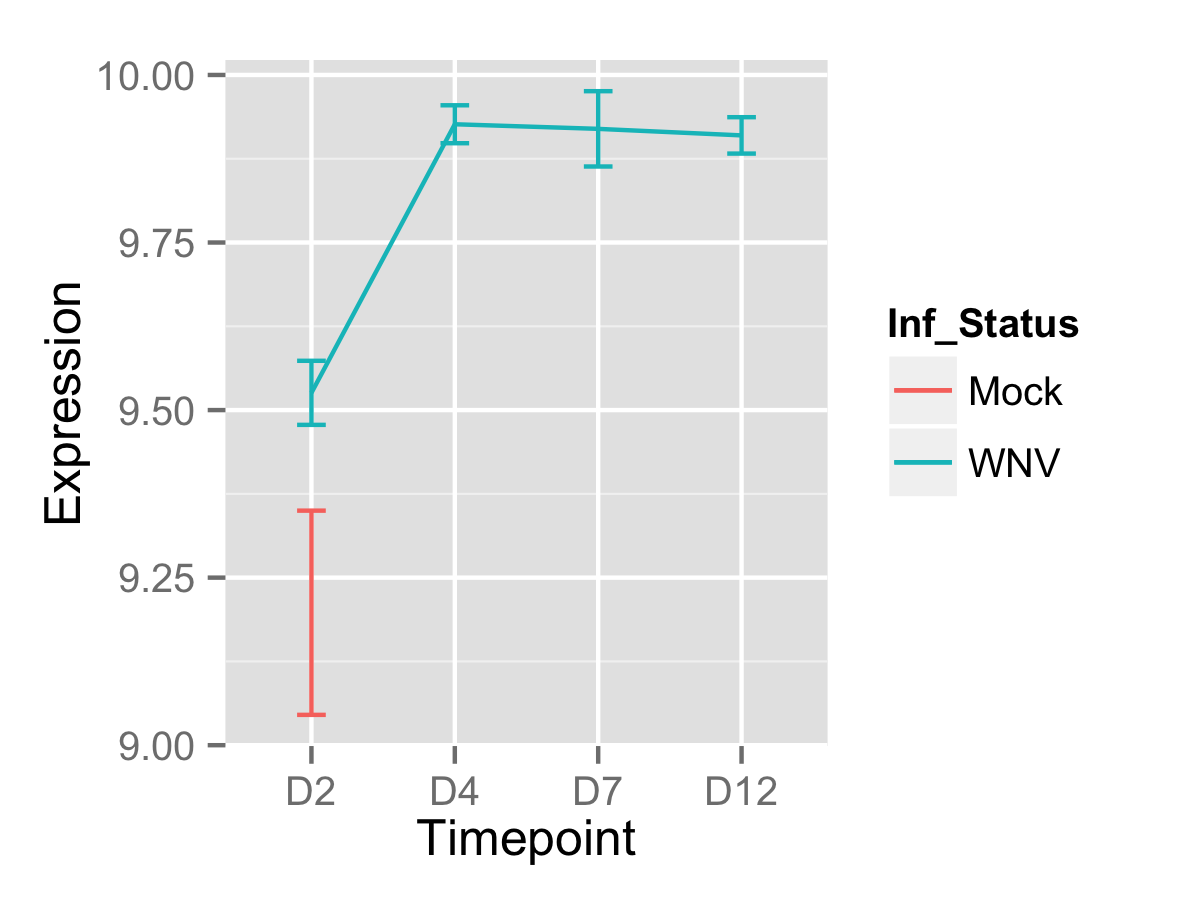 10.00
9.75
9.50
9.25
9.00
Expression
D2 D4 D7 D12
Timepoint
Inf_Status
Mock
WNV